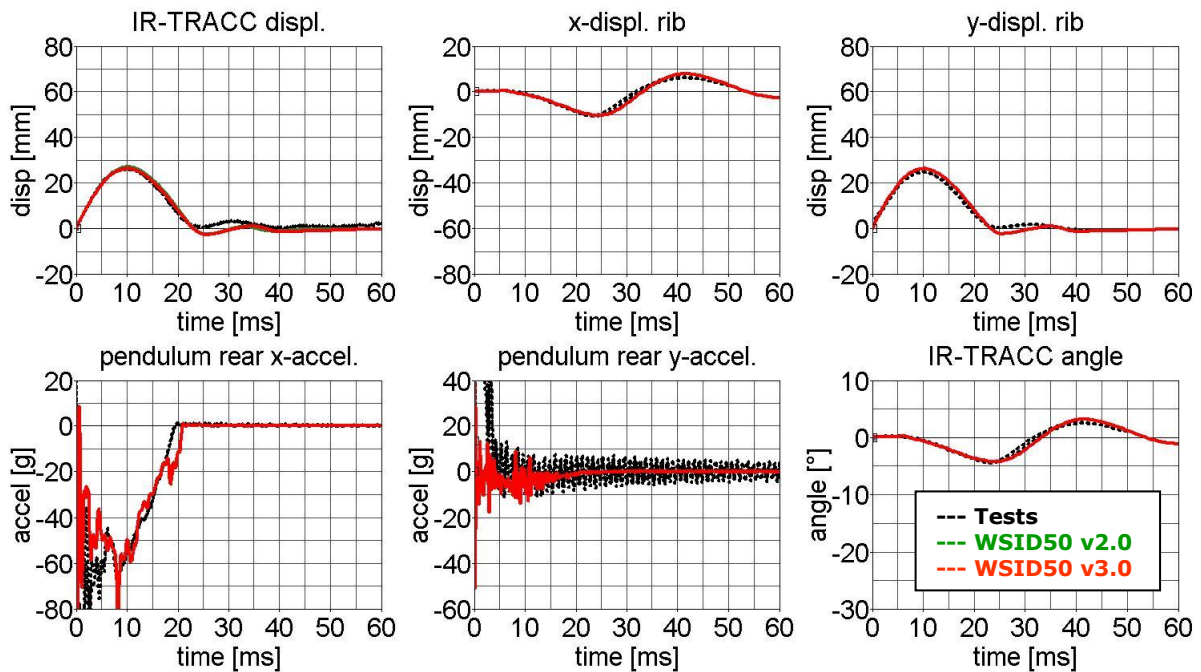 IR-TRACC displ.
x-displ. rib
y-displ. rib
disp [mm]
80
60
40
20
0
-20
0 10 20 30 40 50 60
time [ms]
disp [mm]
20
0
-20
-40
-60
-80
0 10 20 30 40 50 60
time [ms]
disp [mm]
80
60
40
20
0
-20
0 10 20 30 40 50 60
time [ms]
pendulum rear x-accel.
pendulum rear y-accel.
IR-TRACC angle
accel [g]
20
0
-20
-40
-60
-80
0 10 20 30 40 50 60
time [ms]
accel [g]
40
20
0
-20
-40
-60
0 10 20 30 40 50 60
time [ms]
angle [°]
10
0
-10
-20
-30
0 10 20 30 40 50 60
time [ms]
--- Tests
--- WSID50 v2.0
--- WSID50 v3.0